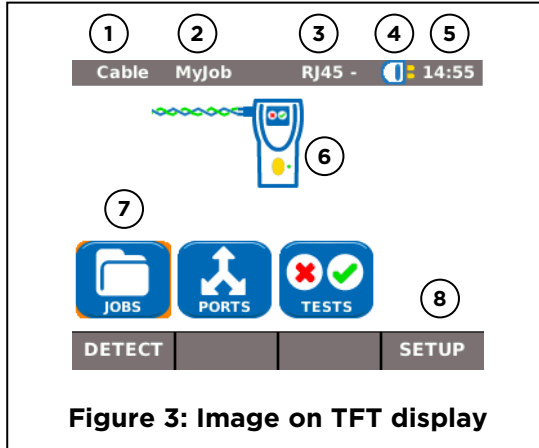 1 2 3 4 5
Cable MyJob RJ45 - 14:55
6
7
JOBS PORTS TESTS
8
DETECT SETUP
Figure 3: Image on TFT display